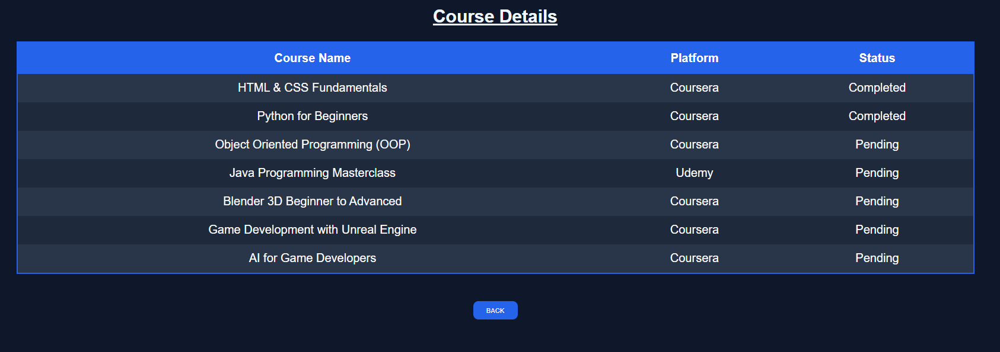 Course Details
Course Name Platform Status
HTML & CSS Fundamentals Coursera Completed
Python for Beginners Coursera Completed
Object Oriented Programming (OOP) Coursera Pending
Java Programming Masterclass Udemy Pending
Blender 3D Beginner to Advanced Coursera Pending
Game Development with Unreal Engine Coursera Pending
AI for Game Developers Coursera Pending
BACK